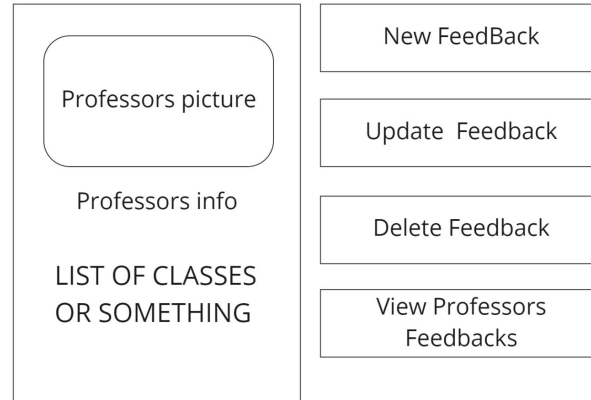 Professors picture
Professors info
LIST OF CLASSES
OR SOMETHING
New FeedBack
Update  Feedback
Delete Feedback
View Professors
Feedbacks